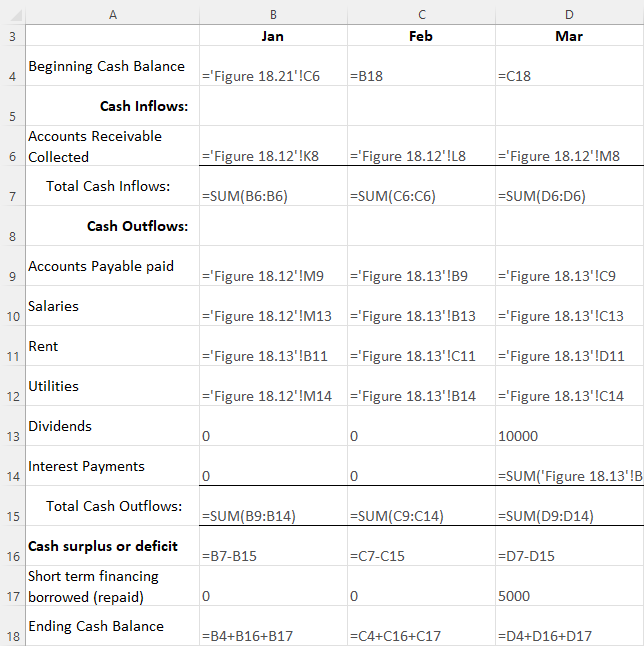 A B C D
3 Jan Feb Mar
4 Beginning Cash Balance ='Figure 18.21'!C6 =B18 =C18
5 Cash Inflows:
Accounts Receivable
6 Collected ='Figure 18.12'!K8 ='Figure 18.12'!L8 ='Figure 18.12'!M8
7 Total Cash Inflows: =SUM(B6:B6) =SUM(C6:C6) =SUM(D6:D6)
8 Cash Outflows:
9 Accounts Payable paid ='Figure 18.12'!M9 ='Figure 18.13'!B9 ='Figure 18.13'!C9
10 Salaries ='Figure 18.12'!M13 ='Figure 18.13'!B13 ='Figure 18.13'!C13
11 Rent ='Figure 18.13'!B11 ='Figure 18.13'!C11 ='Figure 18.13'!D11
12 Utilities ='Figure 18.12'!M14 ='Figure 18.13'!B14 ='Figure 18.13'!C14
13 Dividends 0 0 10000
14 Interest Payments 0 0 =SUM('Figure 18.13'!B
15 Total Cash Outflows: =SUM(B9:B14) =SUM(C9:C14) =SUM(D9:D14)
16 Cash surplus or deficit =B7-B15 =C7-C15 =D7-D15
Short term financing
17 borrowed (repaid) 0 0 5000
18 Ending Cash Balance =B4+B16+B17 =C4+C16+C17 =D4+D16+D17